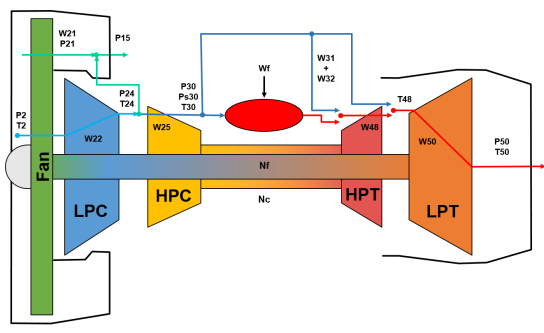 W21
P21
P15
P2
T2
P24
T24
W22
W25
P30
Ps30
T30
Wf
W31
+
W32
T48
W48
W50
P50
T50
Fan
Nf
Nc
LPC
HPC
HPT
LPT